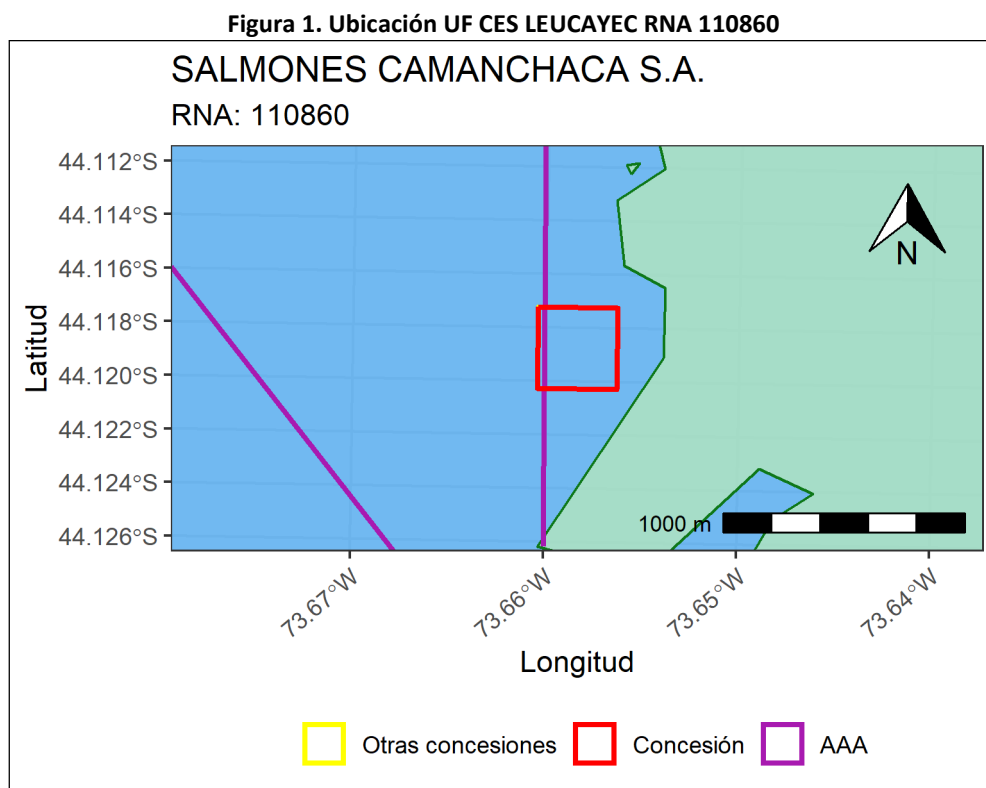 Figura 1. Ubicación UF CES LEUCAYEC RNA 110860
SALMONES CAMANCHACA S.A.
RNA: 110860
44.112°S
44.114°S
44.116°S
44.118°S
44.120°S
44.122°S
44.124°S
44.126°S
Latitud
N
1000 m
73.67°W
73.66°W
73.65°W
73.64°W
Longitud
Otras concesiones
Concesión
AAA